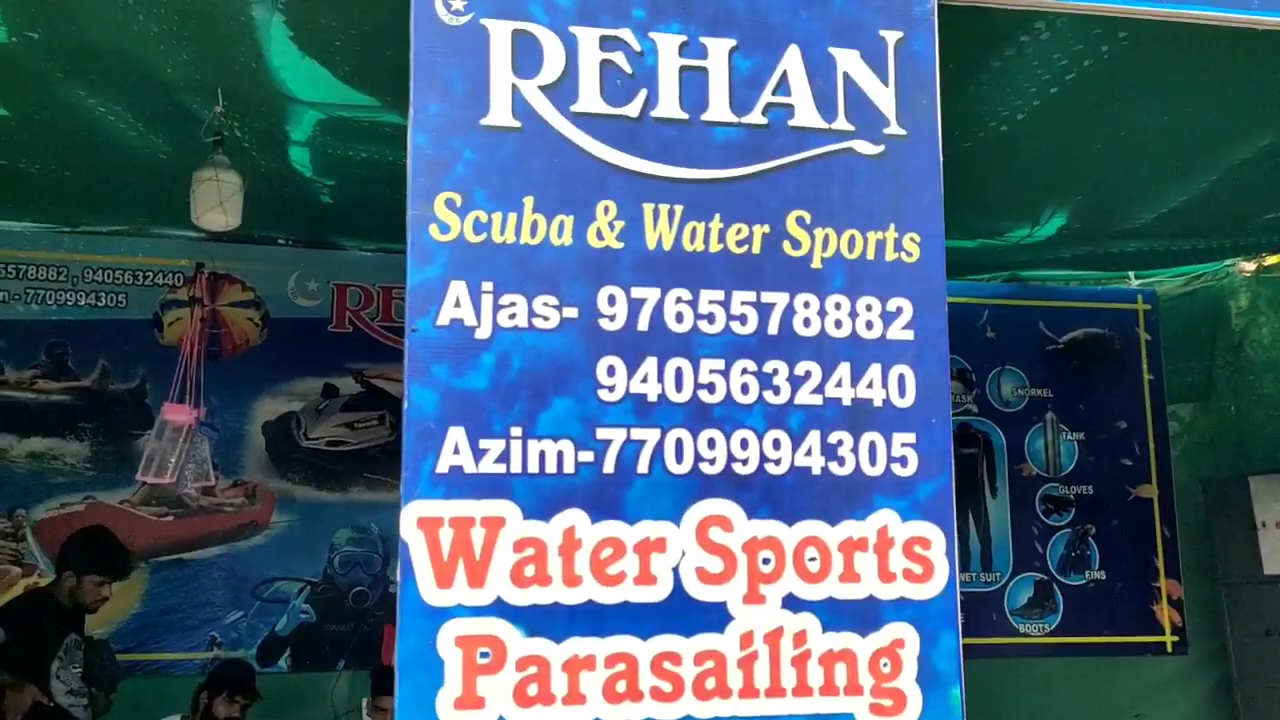 REHAN
Scuba & Water Sports
Ajas- 9765578882
9405632440
Azim-7709994305
Water Sports
Parasailing
5578882 , 9405632440
n - 7709994305
RE
SNORKEL
TANK
GLOVES
WET SUIT
FINS
BOOTS